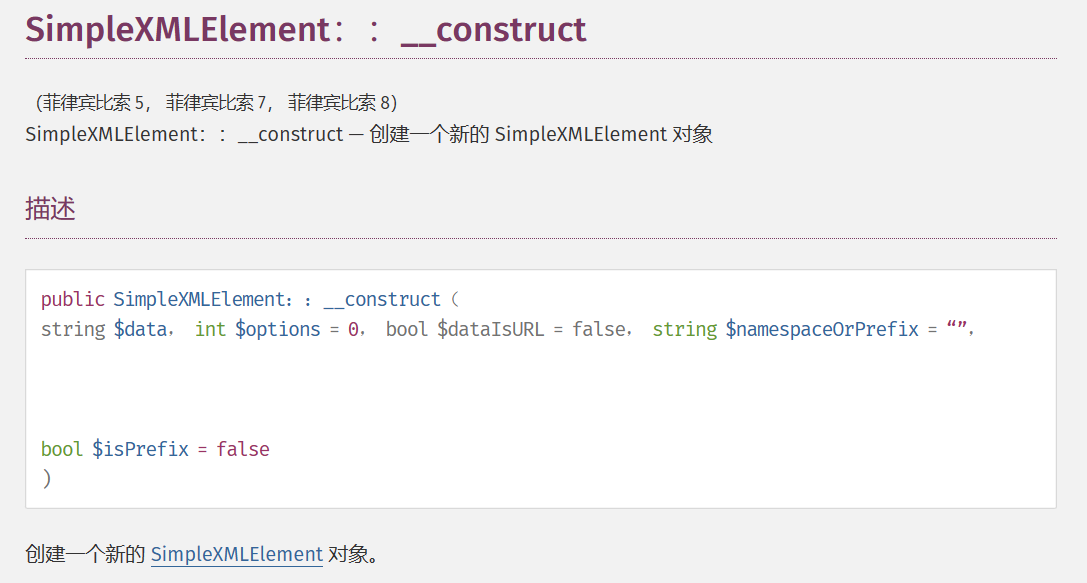 SimpleXMLElement：：__construct
（菲律宾比索 5， 菲律宾比索 7， 菲律宾比索 8）
SimpleXMLElement：：__construct — 创建一个新的 SimpleXMLElement 对象
描述
public SimpleXMLElement：：__construct（
string $data， int $options = 0， bool $dataIsURL = false， string $namespaceOrPrefix = “”，
bool $isPrefix = false
）
创建一个新的 SimpleXMLElement 对象。